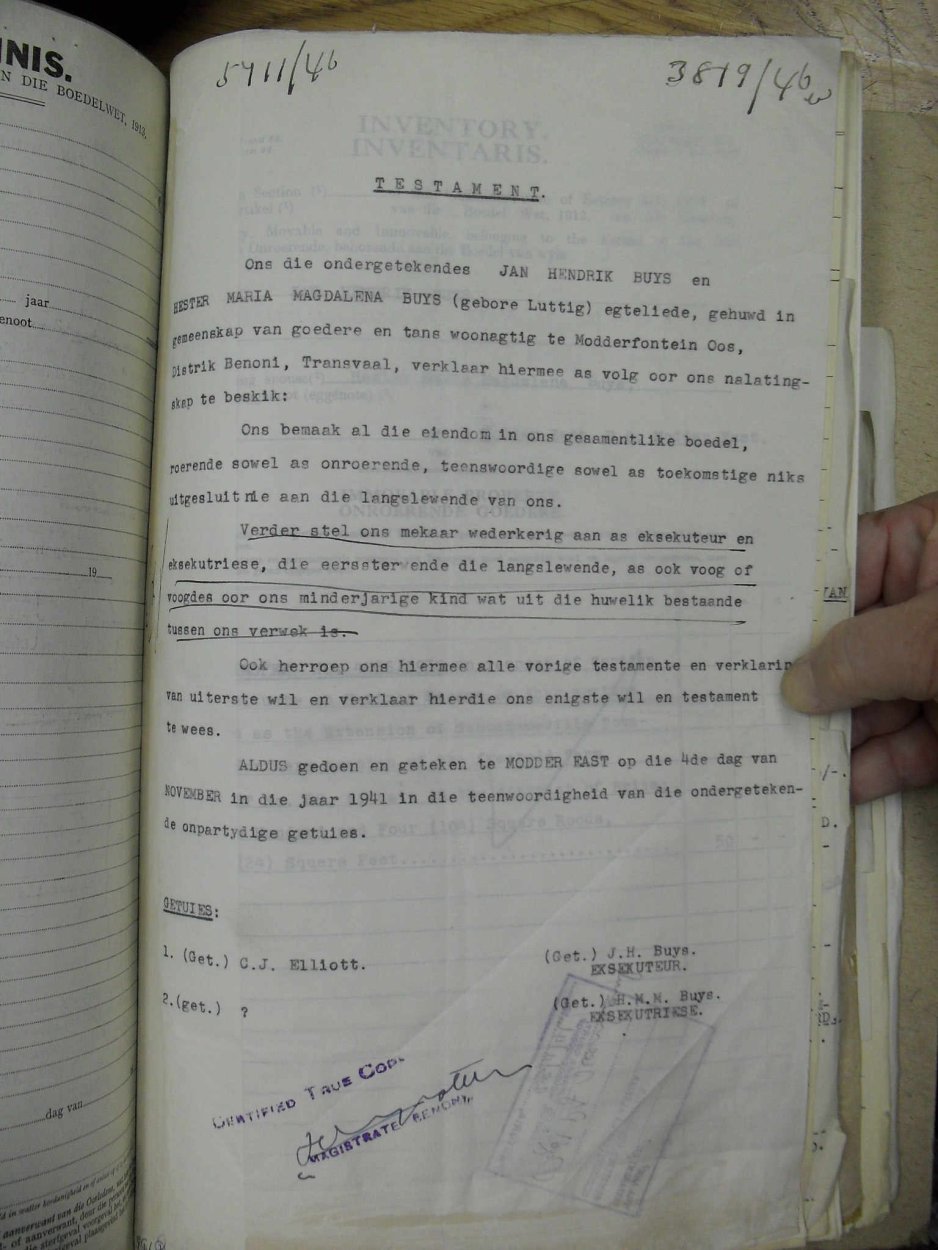 NIS.
N DIE BOEDELWET, 1913.
jaar
enoot
19
dag van
5711/46
3879/46
INVENTORY.
INVENTARIS.
TESTAMENT.
Ons die ondergetekendes JAN HENDRIK BUYS en
HESTER MARIA MAGDALENA BUYS (gebore Luttig) egteliede, gehuwd in
gemeenskap van goedere en tans woonagtig te Modderfontein Oos,
Distrik Benoni, Transvaal, verklaar hiermee as volg oor ons nalating-
skap te beskik:
Ons bemaak al die eiendom in ons gesamentlike boedel,
roerende sowel as onroerende, teenswoordige sowel as toekomstige niks
uitgesluit nie aan die langslewende van ons.
Verder stel ons mekaar wederkerig aan as eksekuteur en
eksekutriese, die eerssterwende die langslewende, as ook voog of
voogdes oor ons minderjarige kind wat uit die huwelik bestaande
tussen ons verwek is.
Ook herroep ons hiermee alle vorige testamente en verklarin
van uiterste wil en verklaar hierdie ons enigste wil en testament
te wees.
ALDUS gedoen en geteken te MODDER EAST op die 4de dag van
NOVEMBER in die jaar 1941 in die teenwoordigheid van die ondergeteken-
de onpartydige getuies.
(24) Square Feet
50 -
GETUIES:
1. (Get.) C.J. Elliott.
(Get.) J.H. Buys.
EKSEKUTEUR.
2.(get.) ?
(Get.) H.M.M. Buys.
EKSEKUTRIESE.
CERTIFIED TRUE COPY
MAGISTRATE BENONI.